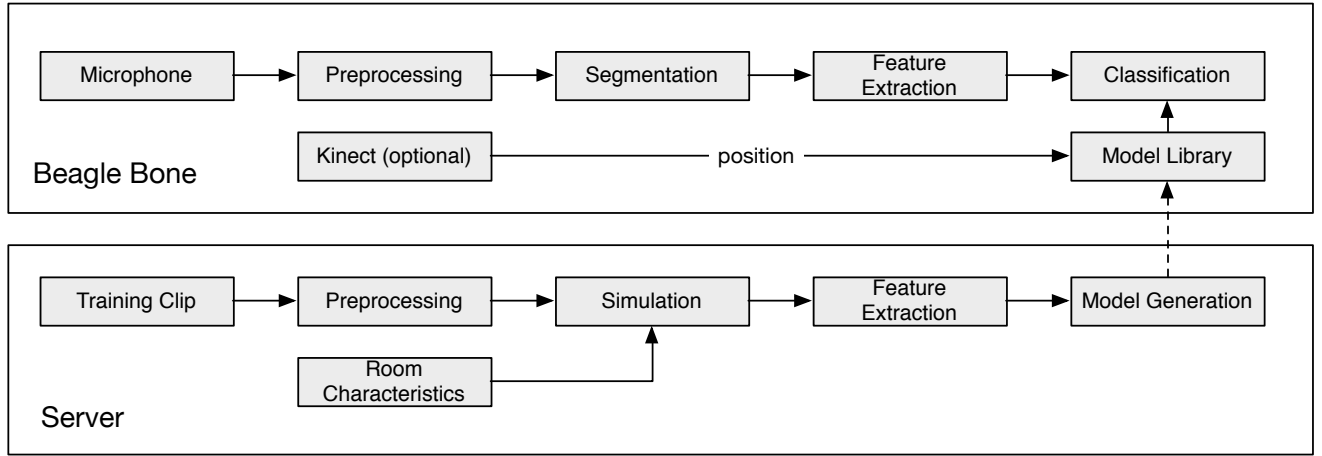 Microphone
Preprocessing
Segmentation
Feature
Extraction
Classification
Kinect (optional)
position
Model Library
Beagle Bone
Training Clip
Preprocessing
Simulation
Feature
Extraction
Model Generation
Room
Characteristics
Server